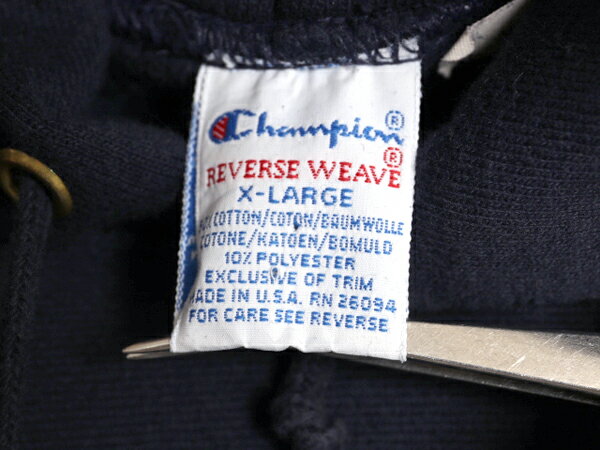 Champion®
REVERSE WEAVE®
X-LARGE
COTTON/COTON/BAUMWOLLE
COTONE/KATOEN/BOMULD
10% POLYESTER
EXCLUSIVE OF TRIM
MADE IN U.S.A. RN 26094
FOR CARE SEE REVERSE